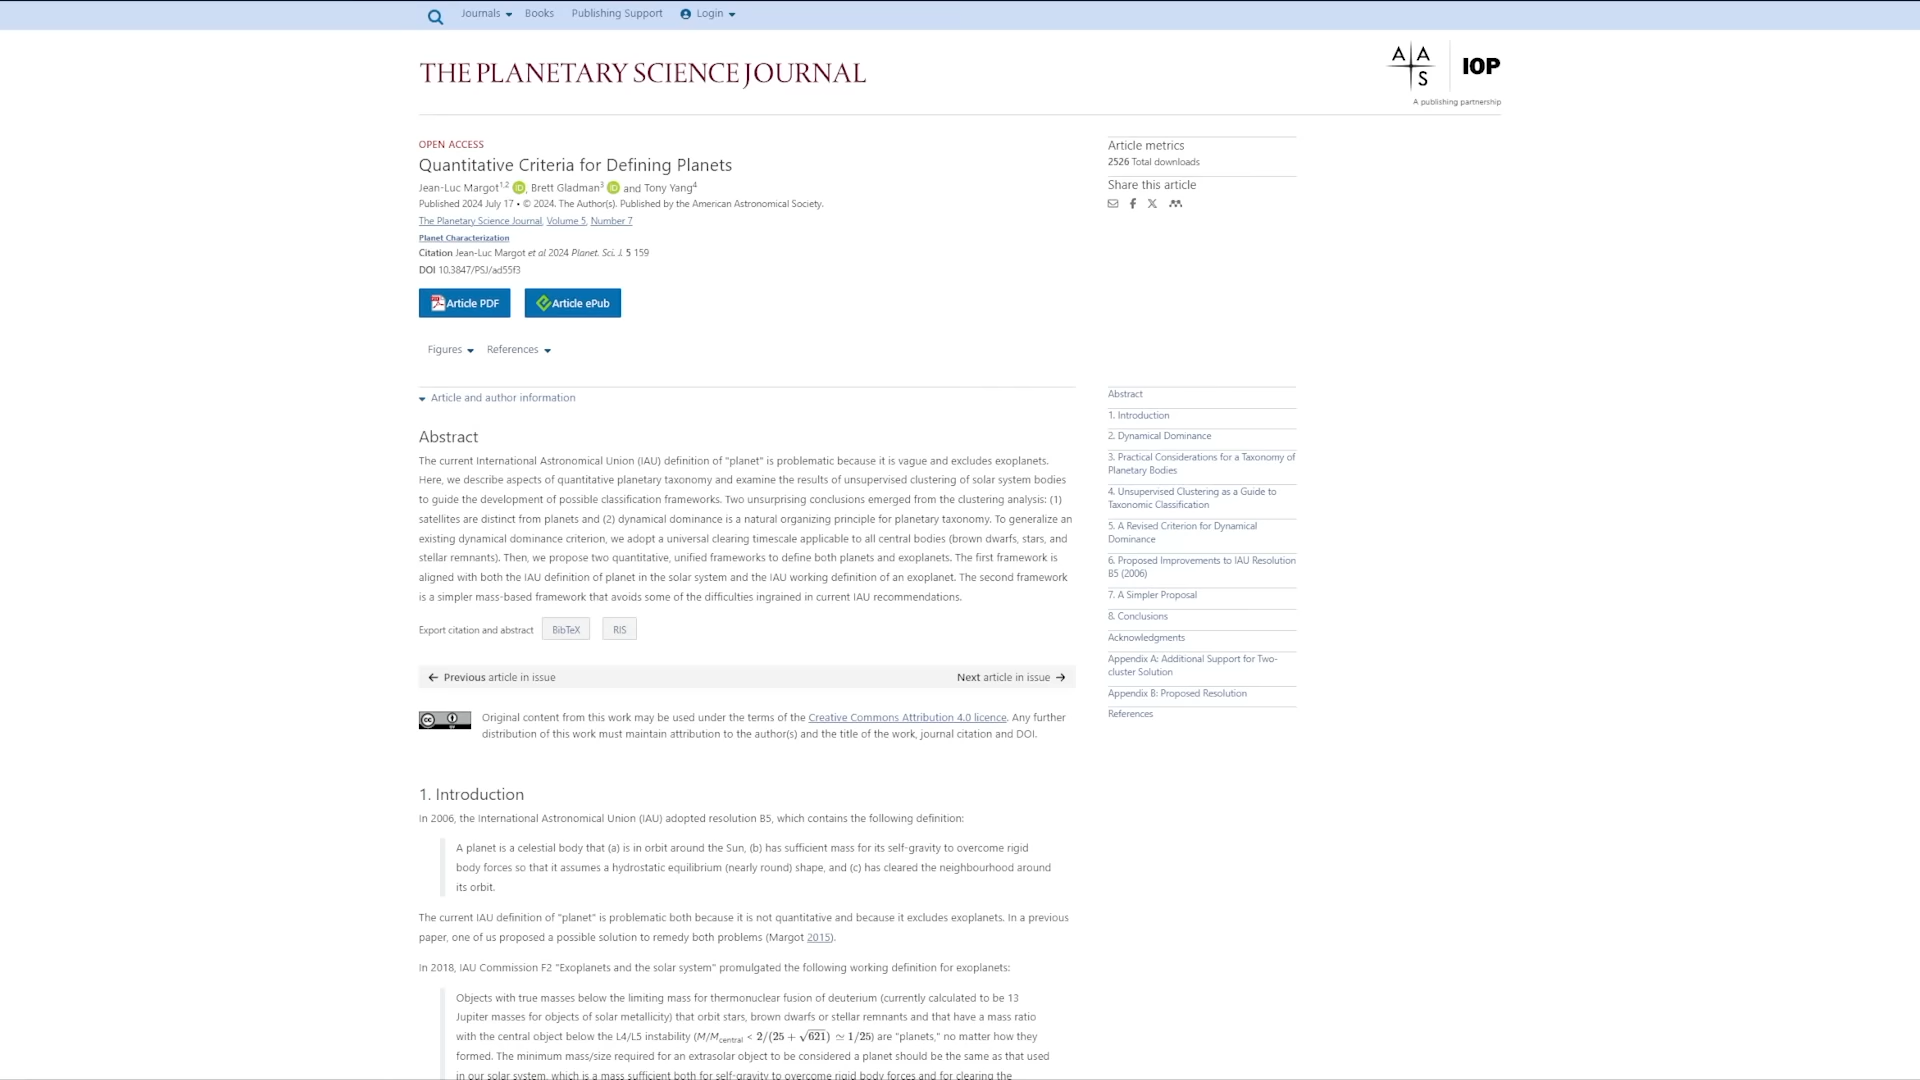 Journals Books Publishing Support Login
THE PLANETARY SCIENCE JOURNAL
A A S IOP
A publishing partnership
OPEN ACCESS
Quantitative Criteria for Defining Planets
Jean-Luc Margot1,2 iD, Brett Gladman3 iD and Tony Yang4
Published 2024 July 17 • © 2024. The Author(s). Published by the American Astronomical Society.
The Planetary Science Journal, Volume 5, Number 7
Planet Characterization
Citation Jean-Luc Margot et al 2024 Planet. Sci. J. 5 159
DOI 10.3847/PSJ/ad55f3
Article PDF Article ePub
Article metrics
2526 Total downloads
Share this article
Figures References
Article and author information
Abstract
The current International Astronomical Union (IAU) definition of "planet" is problematic because it is vague and excludes exoplanets.
Here, we describe aspects of quantitative planetary taxonomy and examine the results of unsupervised clustering of solar system bodies
to guide the development of possible classification frameworks. Two unsurprising conclusions emerged from the clustering analysis: (1)
satellites are distinct from planets and (2) dynamical dominance is a natural organizing principle for planetary taxonomy. To generalize an
existing dynamical dominance criterion, we adopt a universal clearing timescale applicable to all central bodies (brown dwarfs, stars, and
stellar remnants). Then, we propose two quantitative, unified frameworks to define both planets and exoplanets. The first framework is
aligned with both the IAU definition of planet in the solar system and the IAU working definition of an exoplanet. The second framework
is a simpler mass-based framework that avoids some of the difficulties ingrained in current IAU recommendations.
Export citation and abstract BibTeX RIS
← Previous article in issue Next article in issue →
cc Original content from this work may be used under the terms of the Creative Commons Attribution 4.0 licence. Any further
distribution of this work must maintain attribution to the author(s) and the title of the work, journal citation and DOI.
Abstract
1. Introduction
2. Dynamical Dominance
3. Practical Considerations for a Taxonomy of
Planetary Bodies
4. Unsupervised Clustering as a Guide to
Taxonomic Classification
5. A Revised Criterion for Dynamical
Dominance
6. Proposed Improvements to IAU Resolution
B5 (2006)
7. A Simpler Proposal
8. Conclusions
Acknowledgments
Appendix A: Additional Support for Two-
cluster Solution
Appendix B: Proposed Resolution
References
1. Introduction
In 2006, the International Astronomical Union (IAU) adopted resolution B5, which contains the following definition:
A planet is a celestial body that (a) is in orbit around the Sun, (b) has sufficient mass for its self-gravity to overcome rigid
body forces so that it assumes a hydrostatic equilibrium (nearly round) shape, and (c) has cleared the neighbourhood around
its orbit.
The current IAU definition of "planet" is problematic both because it is not quantitative and because it excludes exoplanets. In a previous
paper, one of us proposed a possible solution to remedy both problems (Margot 2015).
In 2018, IAU Commission F2 "Exoplanets and the solar system" promulgated the following working definition for exoplanets:
Objects with true masses below the limiting mass for thermonuclear fusion of deuterium (currently calculated to be 13
Jupiter masses for objects of solar metallicity) that orbit stars, brown dwarfs or stellar remnants and that have a mass ratio
with the central object below the L4/L5 instability (M/Mcentral < 2/(25 + √621) ≃ 1/25) are "planets," no matter how they
formed. The minimum mass/size required for an extrasolar object to be considered a planet should be the same as that used
in our solar system, which is a mass sufficient both for self-gravity to overcome rigid body forces and for clearing the